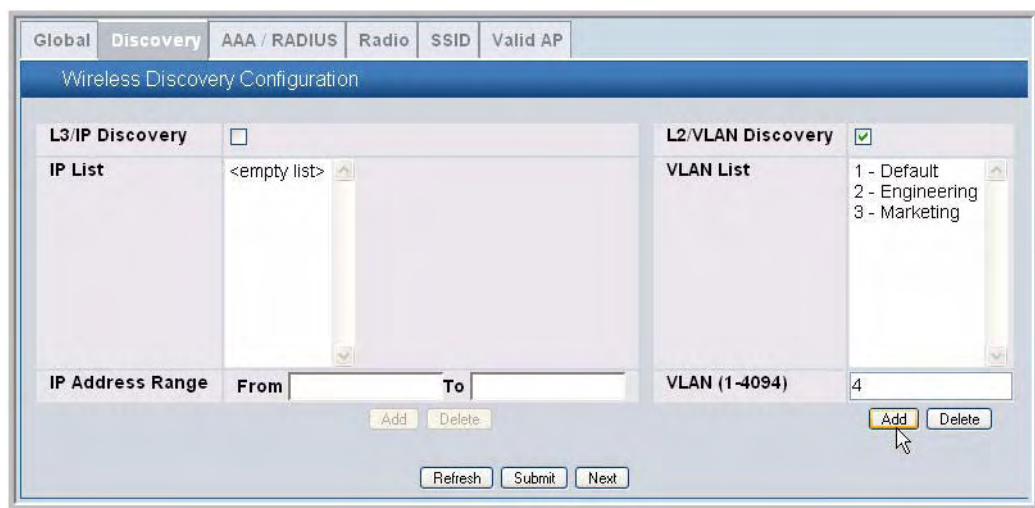 Global Discovery AAA / RADIUS Radio SSID Valid AP
Wireless Discovery Configuration
L3/IP Discovery
L2/VLAN Discovery
IP List
<empty list>
VLAN List
1 - Default
2 - Engineering
3 - Marketing
IP Address Range From To
VLAN (1-4094) 4
Add Delete
Add Delete
Refresh Submit Next